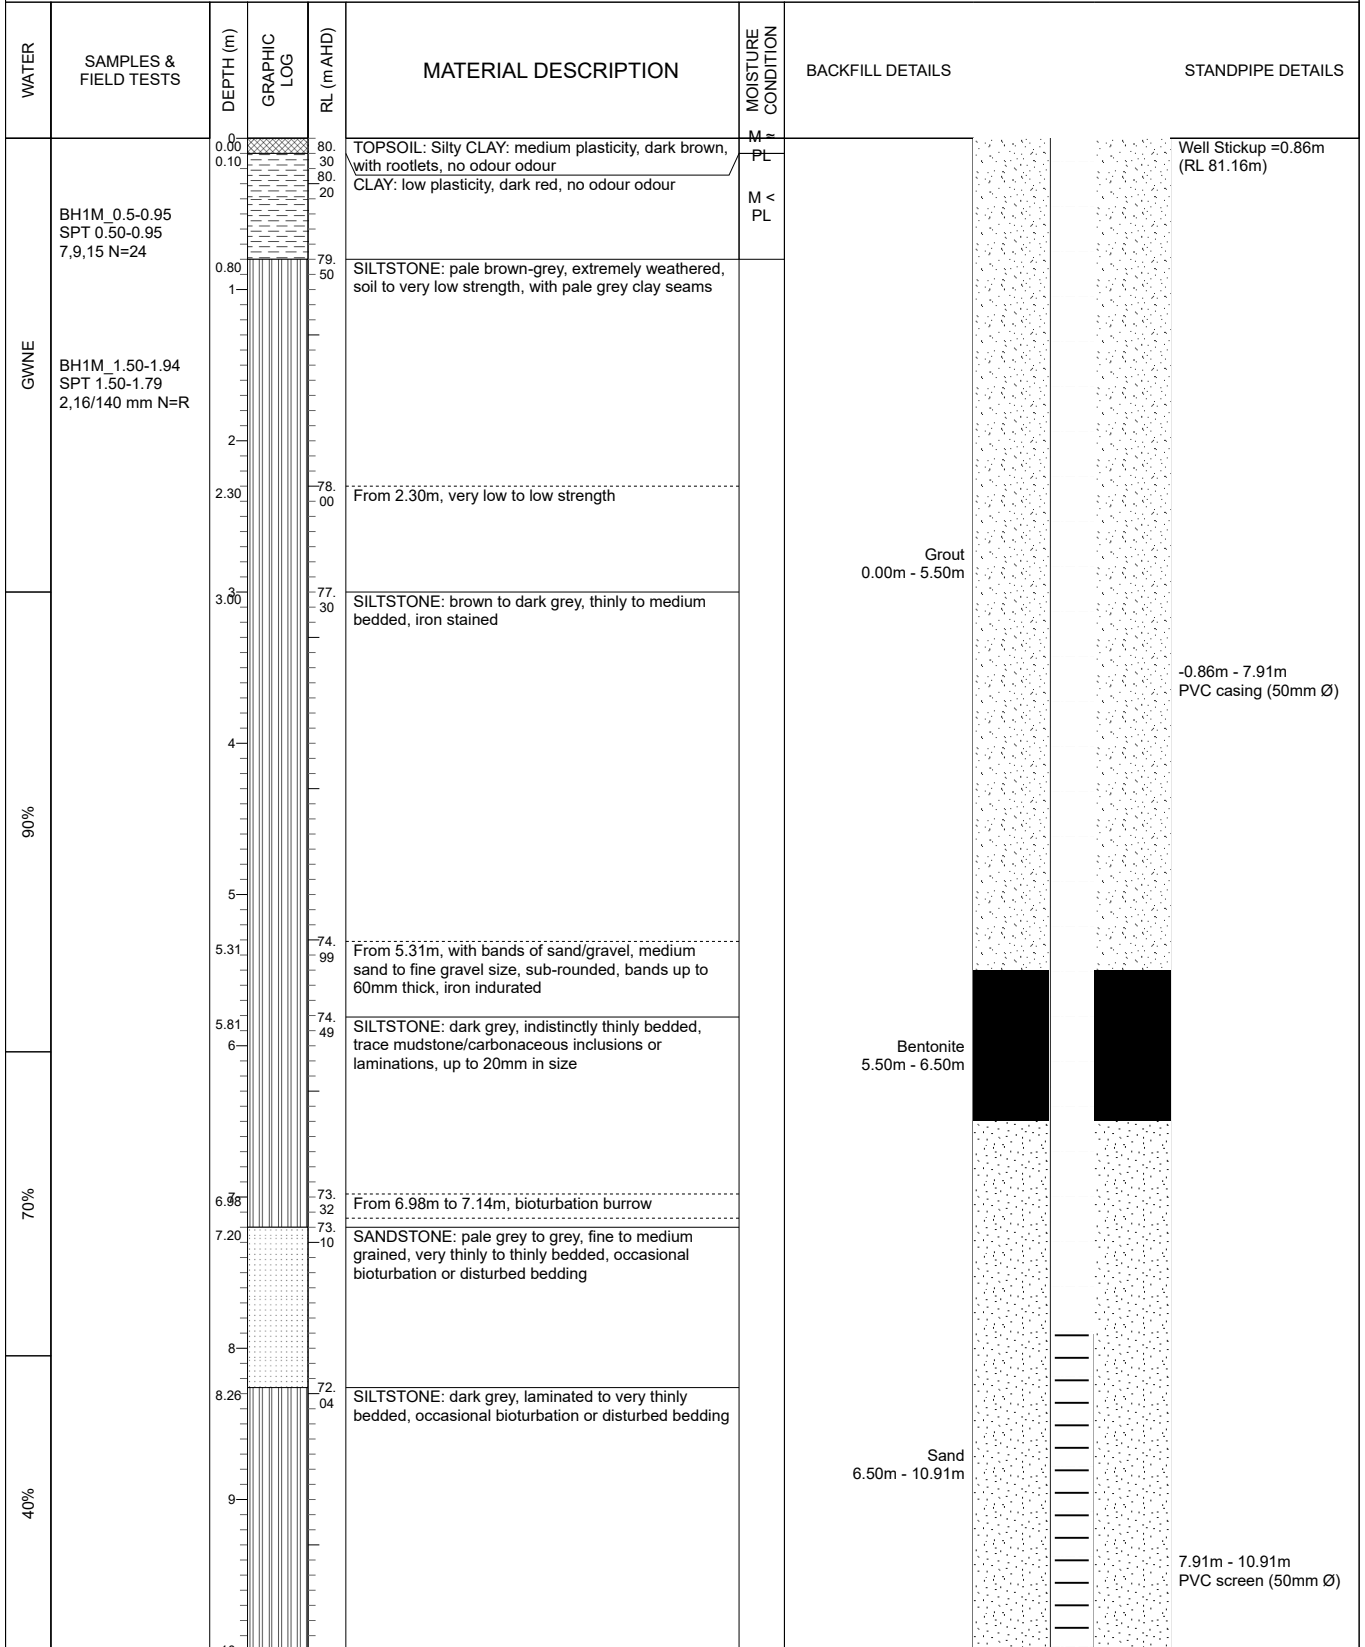 WATER
SAMPLES &
FIELD TESTS
DEPTH (m)
GRAPHIC
LOG
RL (m AHD)
MATERIAL DESCRIPTION
MOISTURE
CONDITION
BACKFILL DETAILS
STANDPIPE DETAILS
GWNE
90%
70%
40%
BH1M_0.5-0.95
SPT 0.50-0.95
7,9,15 N=24
BH1M_1.50-1.94
SPT 1.50-1.79
2,16/140 mm N=R
0
0.00
0.10
0.80
1
2
2.30
3
3.00
4
5
5.31
5.81
6
7
6.98
7.20
8
8.26
9
80.
30
80.
20
79.
50
78.
00
77.
30
74.
99
74.
49
73.
32
73.
10
72.
04
TOPSOIL: Silty CLAY: medium plasticity, dark brown,
with rootlets, no odour odour
CLAY: low plasticity, dark red, no odour odour
SILTSTONE: pale brown-grey, extremely weathered,
soil to very low strength, with pale grey clay seams
From 2.30m, very low to low strength
SILTSTONE: brown to dark grey, thinly to medium
bedded, iron stained
From 5.31m, with bands of sand/gravel, medium
sand to fine gravel size, sub-rounded, bands up to
60mm thick, iron indurated
SILTSTONE: dark grey, indistinctly thinly bedded,
trace mudstone/carbonaceous inclusions or
laminations, up to 20mm in size
From 6.98m to 7.14m, bioturbation burrow
SANDSTONE: pale grey to grey, fine to medium
grained, very thinly to thinly bedded, occasional
bioturbation or disturbed bedding
SILTSTONE: dark grey, laminated to very thinly
bedded, occasional bioturbation or disturbed bedding
M ≈
PL
M <
PL
Grout
0.00m - 5.50m
Bentonite
5.50m - 6.50m
Sand
6.50m - 10.91m
Well Stickup =0.86m
(RL 81.16m)
-0.86m - 7.91m
PVC casing (50mm Ø)
7.91m - 10.91m
PVC screen (50mm Ø)